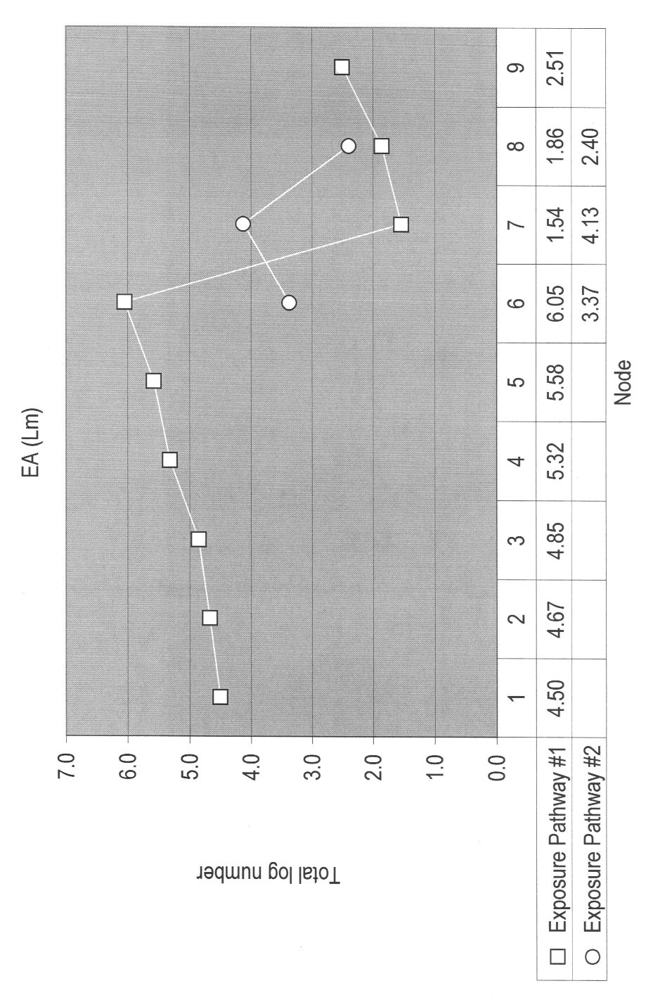 EA (Lm)
Total log number
7.0
6.0
5.0
4.0
3.0
2.0
1.0
0.0
1 2 3 4 5 6 7 8 9
Exposure Pathway #1 4.50 4.67 4.85 5.32 5.58 6.05 1.54 1.86 2.51
Exposure Pathway #2 3.37 4.13 2.40
Node